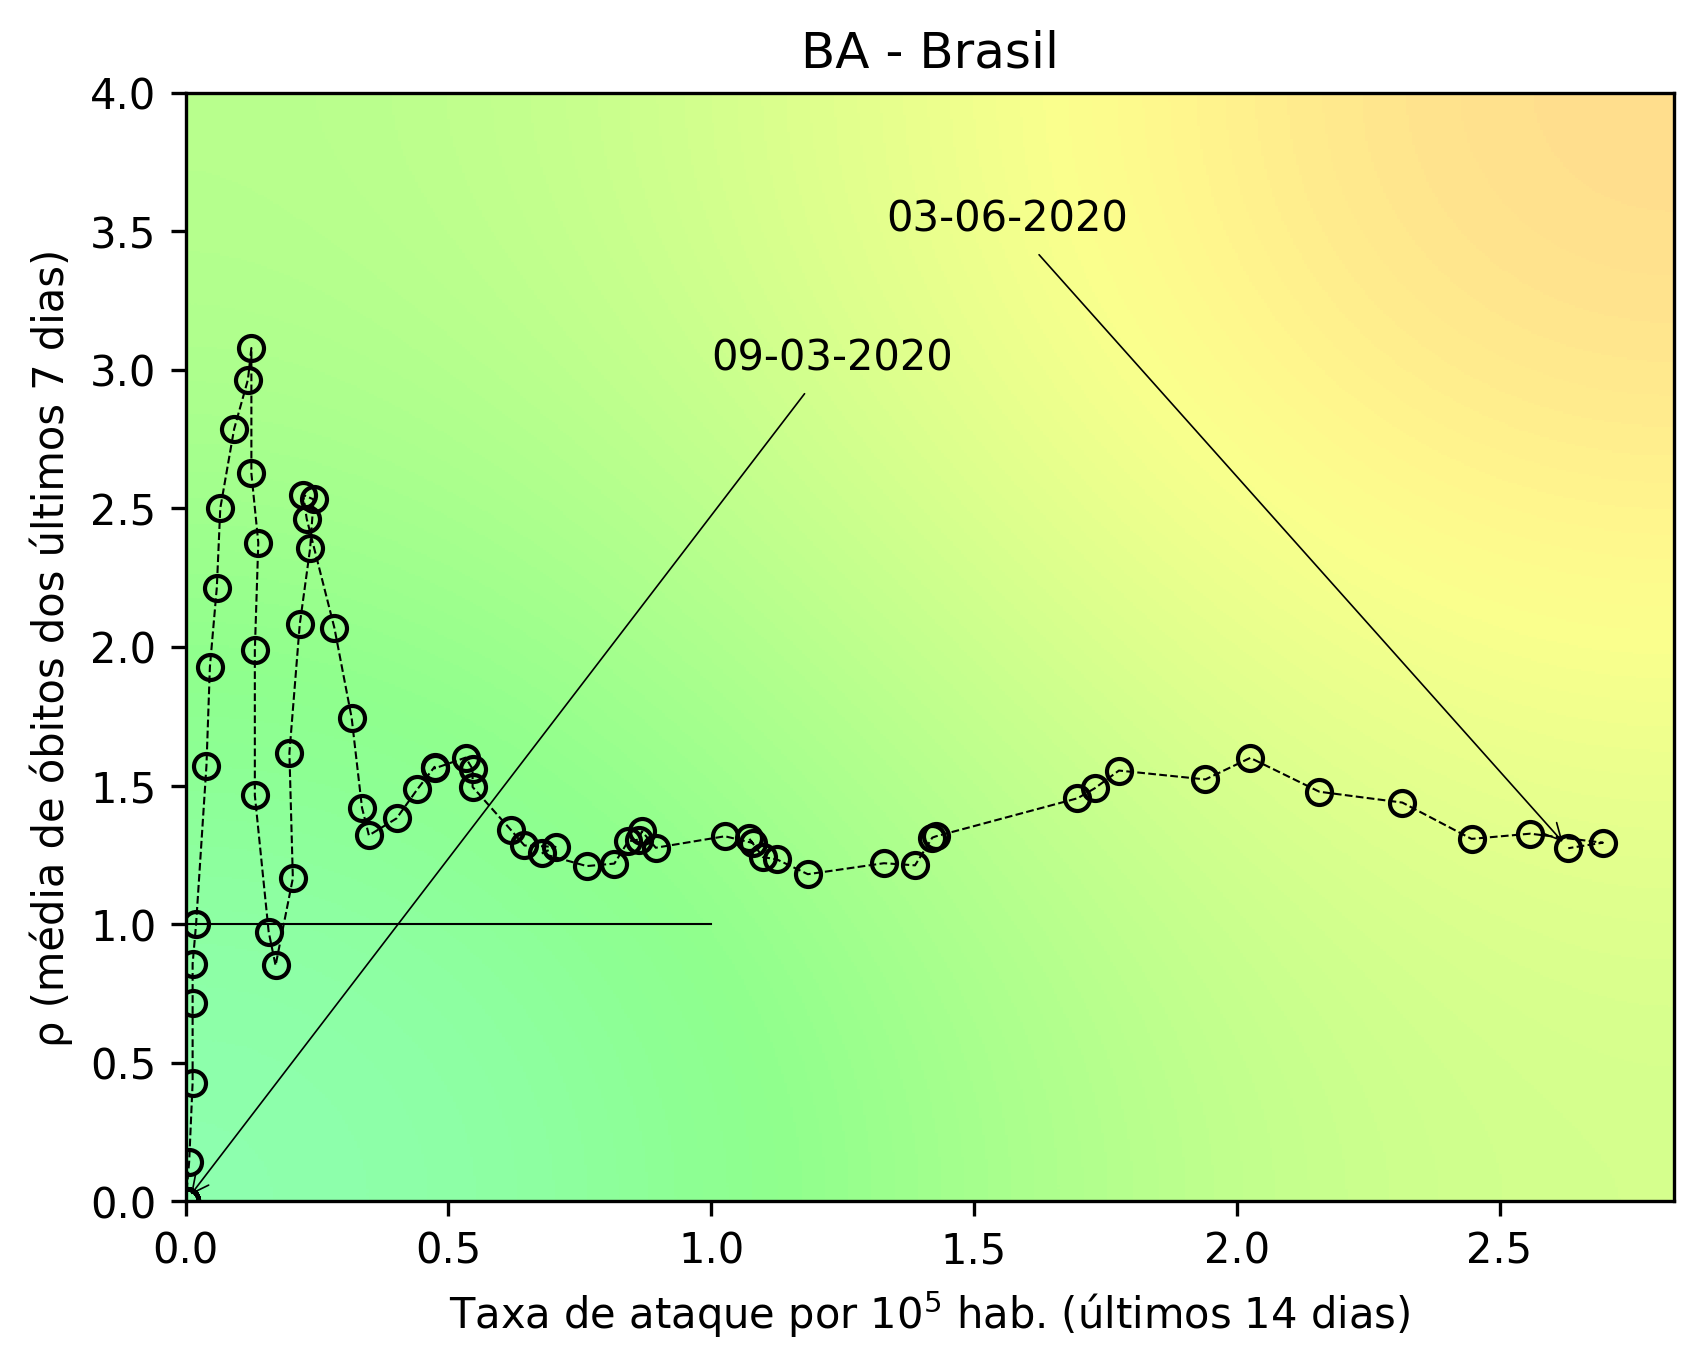 BA - Brasil
4.0
3.5
3.0
2.5
2.0
1.5
1.0
0.5
0.0
ρ (média de óbitos dos últimos 7 dias)
03-06-2020
09-03-2020
0.0 0.5 1.0 1.5 2.0 2.5
Taxa de ataque por 10⁵ hab. (últimos 14 dias)